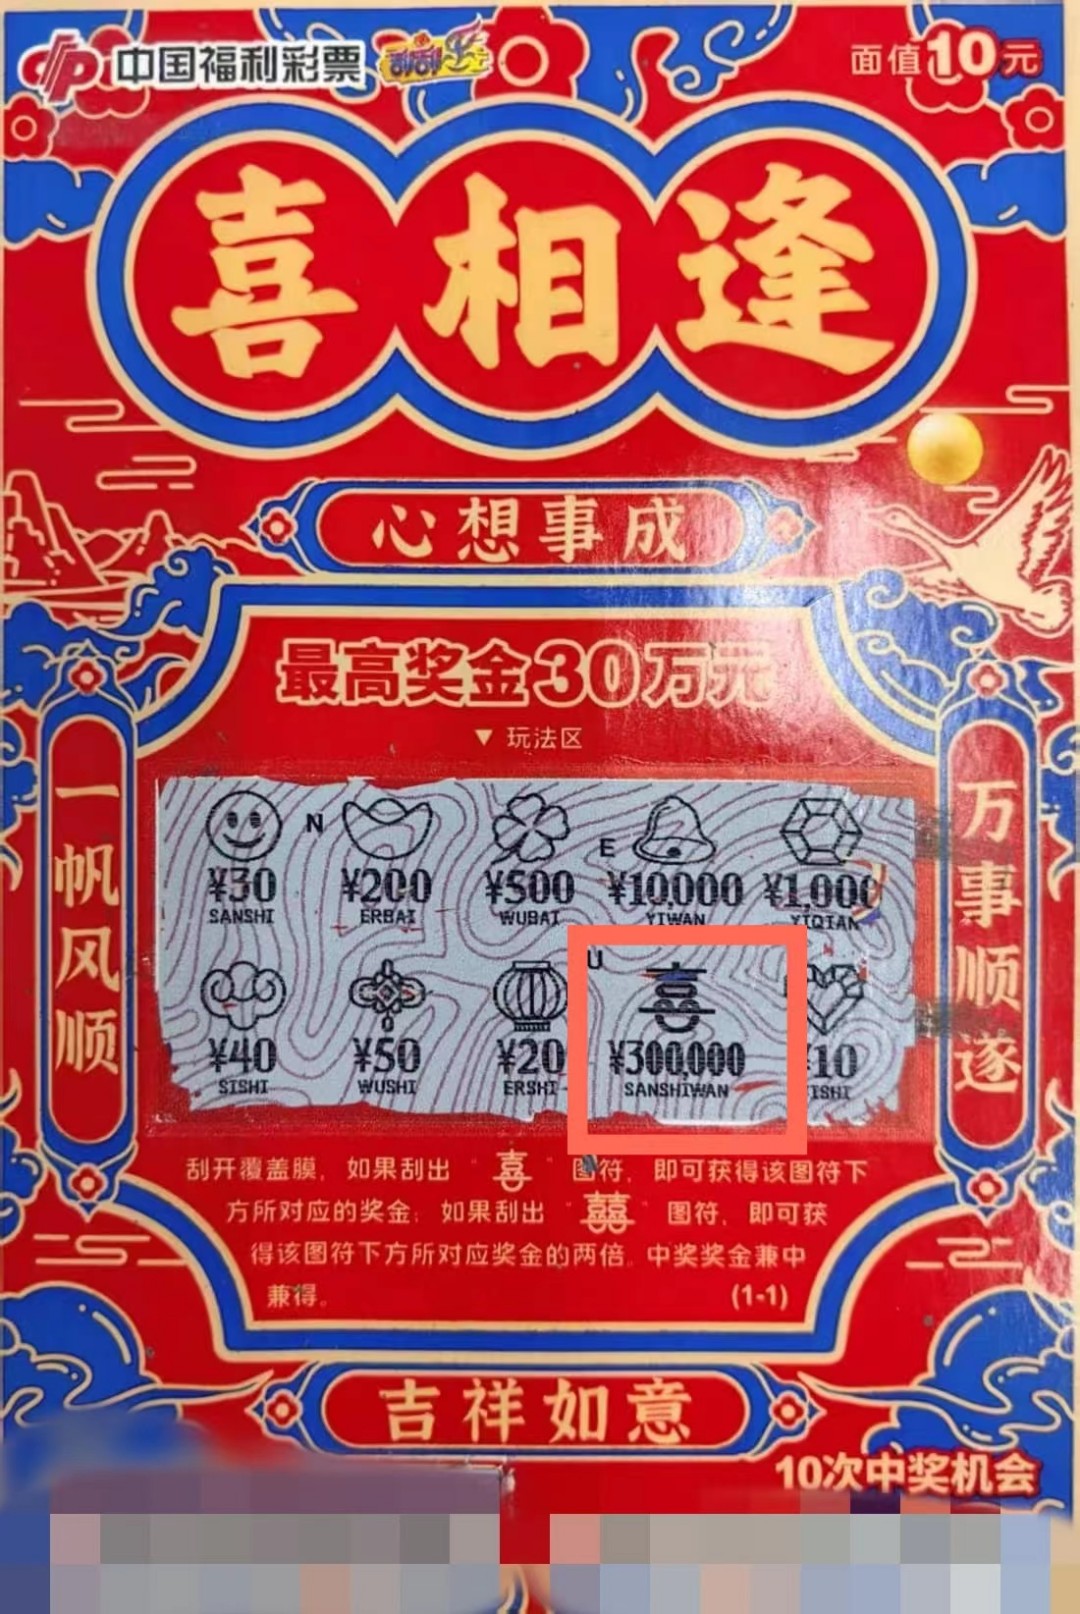 中国福利彩票 刮刮乐
面值10元
喜相逢
心想事成
最高奖金30万元
▼ 玩法区
一帆风顺
万事顺遂
N E
¥30 ¥200 ¥500 ¥10,000 ¥1,000
SANSHI ERBAI WUBAI YIWAN YIQIAN
U 喜
¥40 ¥50 ¥20 ¥300,000 10
SISHI WUSHI ERSHI SANSHIWAN ISHI
刮开覆盖膜，如果刮出“喜”图符，即可获得该图符下
方所对应的奖金；如果刮出“囍”图符，即可获
得该图符下方所对应奖金的两倍。中奖奖金兼中
兼得。 (1-1)
吉祥如意
10次中奖机会